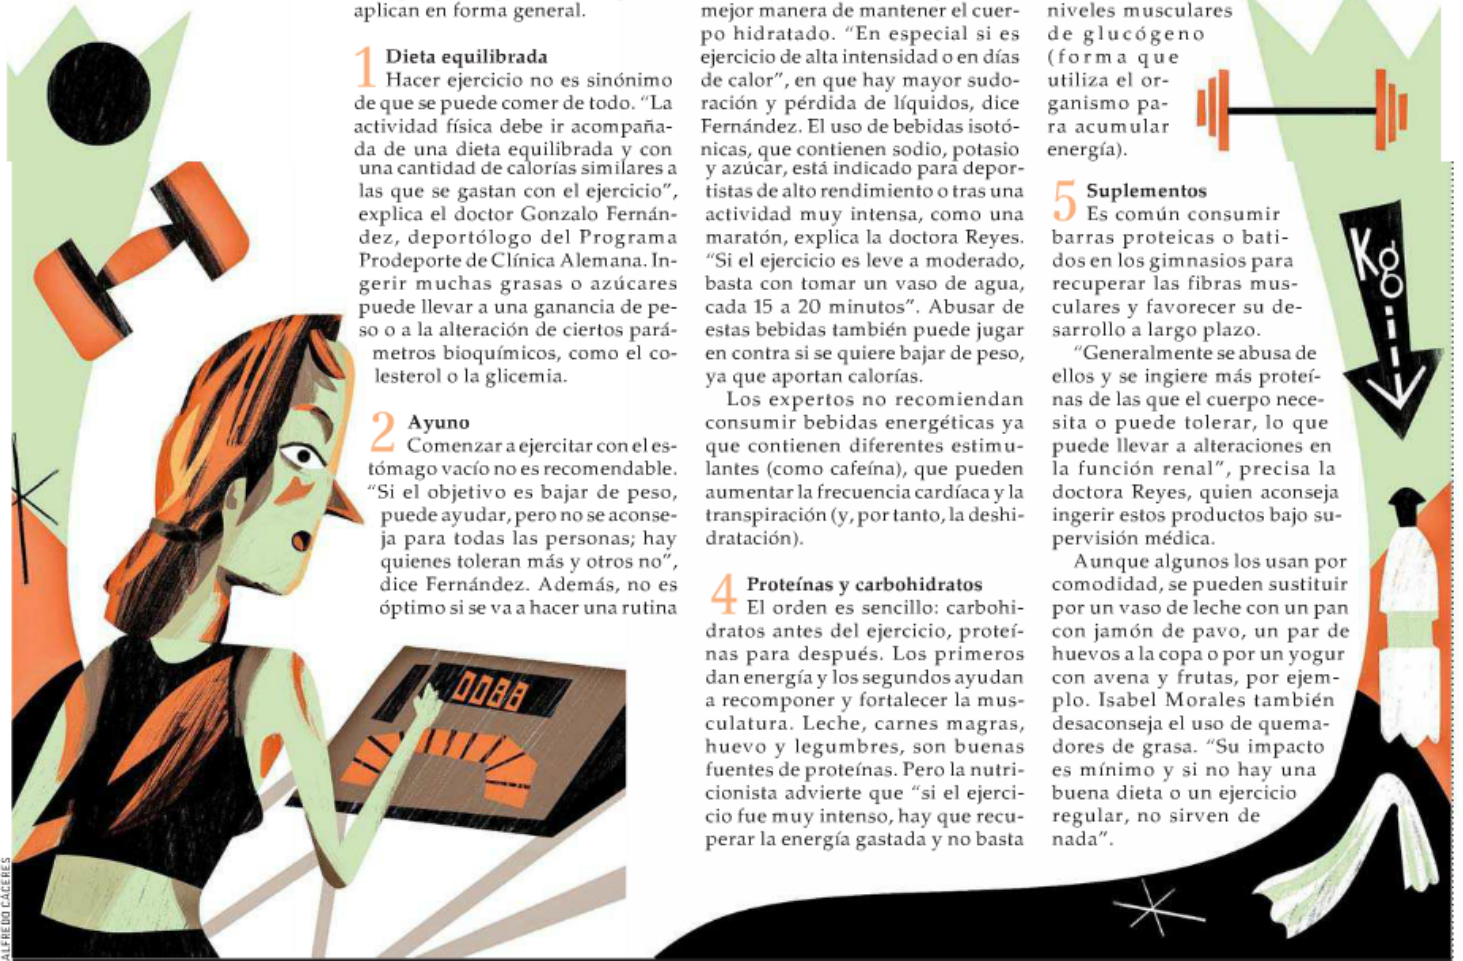 aplican en forma general.
1 Dieta equilibrada
Hacer ejercicio no es sinónimo
de que se puede comer de todo. “La
actividad física debe ir acompaña-
da de una dieta equilibrada y con
una cantidad de calorías similares a
las que se gastan con el ejercicio”,
explica el doctor Gonzalo Fernán-
dez, deportólogo del Programa
Prodeporte de Clínica Alemana. In-
gerir muchas grasas o azúcares
puede llevar a una ganancia de pe-
so o a la alteración de ciertos pará-
metros bioquímicos, como el co-
lesterol o la glicemia.
2 Ayuno
Comenzar a ejercitar con el es-
tómago vacío no es recomendable.
“Si el objetivo es bajar de peso,
puede ayudar, pero no se aconse-
ja para todas las personas; hay
quienes toleran más y otros no”,
dice Fernández. Además, no es
óptimo si se va a hacer una rutina
mejor manera de mantener el cuer-
po hidratado. “En especial si es
ejercicio de alta intensidad o en días
de calor”, en que hay mayor sudo-
ración y pérdida de líquidos, dice
Fernández. El uso de bebidas isotó-
nicas, que contienen sodio, potasio
y azúcar, está indicado para depor-
tistas de alto rendimiento o tras una
actividad muy intensa, como una
maratón, explica la doctora Reyes.
“Si el ejercicio es leve a moderado,
basta con tomar un vaso de agua,
cada 15 a 20 minutos”. Abusar de
estas bebidas también puede jugar
en contra si se quiere bajar de peso,
ya que aportan calorías.
Los expertos no recomiendan
consumir bebidas energéticas ya
que contienen diferentes estimu-
lantes (como cafeína), que pueden
aumentar la frecuencia cardíaca y la
transpiración (y, por tanto, la deshi-
dratación).
4 Proteínas y carbohidratos
El orden es sencillo: carbohi-
dratos antes del ejercicio, proteí-
nas para después. Los primeros
dan energía y los segundos ayudan
a recomponer y fortalecer la mus-
culatura. Leche, carnes magras,
huevo y legumbres, son buenas
fuentes de proteínas. Pero la nutri-
cionista advierte que “si el ejerci-
cio fue muy intenso, hay que recu-
perar la energía gastada y no basta
niveles musculares
de glucógeno
(forma que
utiliza el or-
ganismo pa-
ra acumular
energía).
5 Suplementos
Es común consumir
barras proteicas o bati-
dos en los gimnasios para
recuperar las fibras mus-
culares y favorecer su de-
sarrollo a largo plazo.
“Generalmente se abusa de
ellos y se ingiere más proteí-
nas de las que el cuerpo nece-
sita o puede tolerar, lo que
puede llevar a alteraciones en
la función renal”, precisa la
doctora Reyes, quien aconseja
ingerir estos productos bajo su-
pervisión médica.
Aunque algunos los usan por
comodidad, se pueden sustituir
por un vaso de leche con un pan
con jamón de pavo, un par de
huevos a la copa o por un yogur
con avena y frutas, por ejem-
plo. Isabel Morales también
desaconseja el uso de quema-
dores de grasa. “Su impacto
es mínimo y si no hay una
buena dieta o un ejercicio
regular, no sirven de
nada”.
Kg
0088
ALFREDO CÁCERES